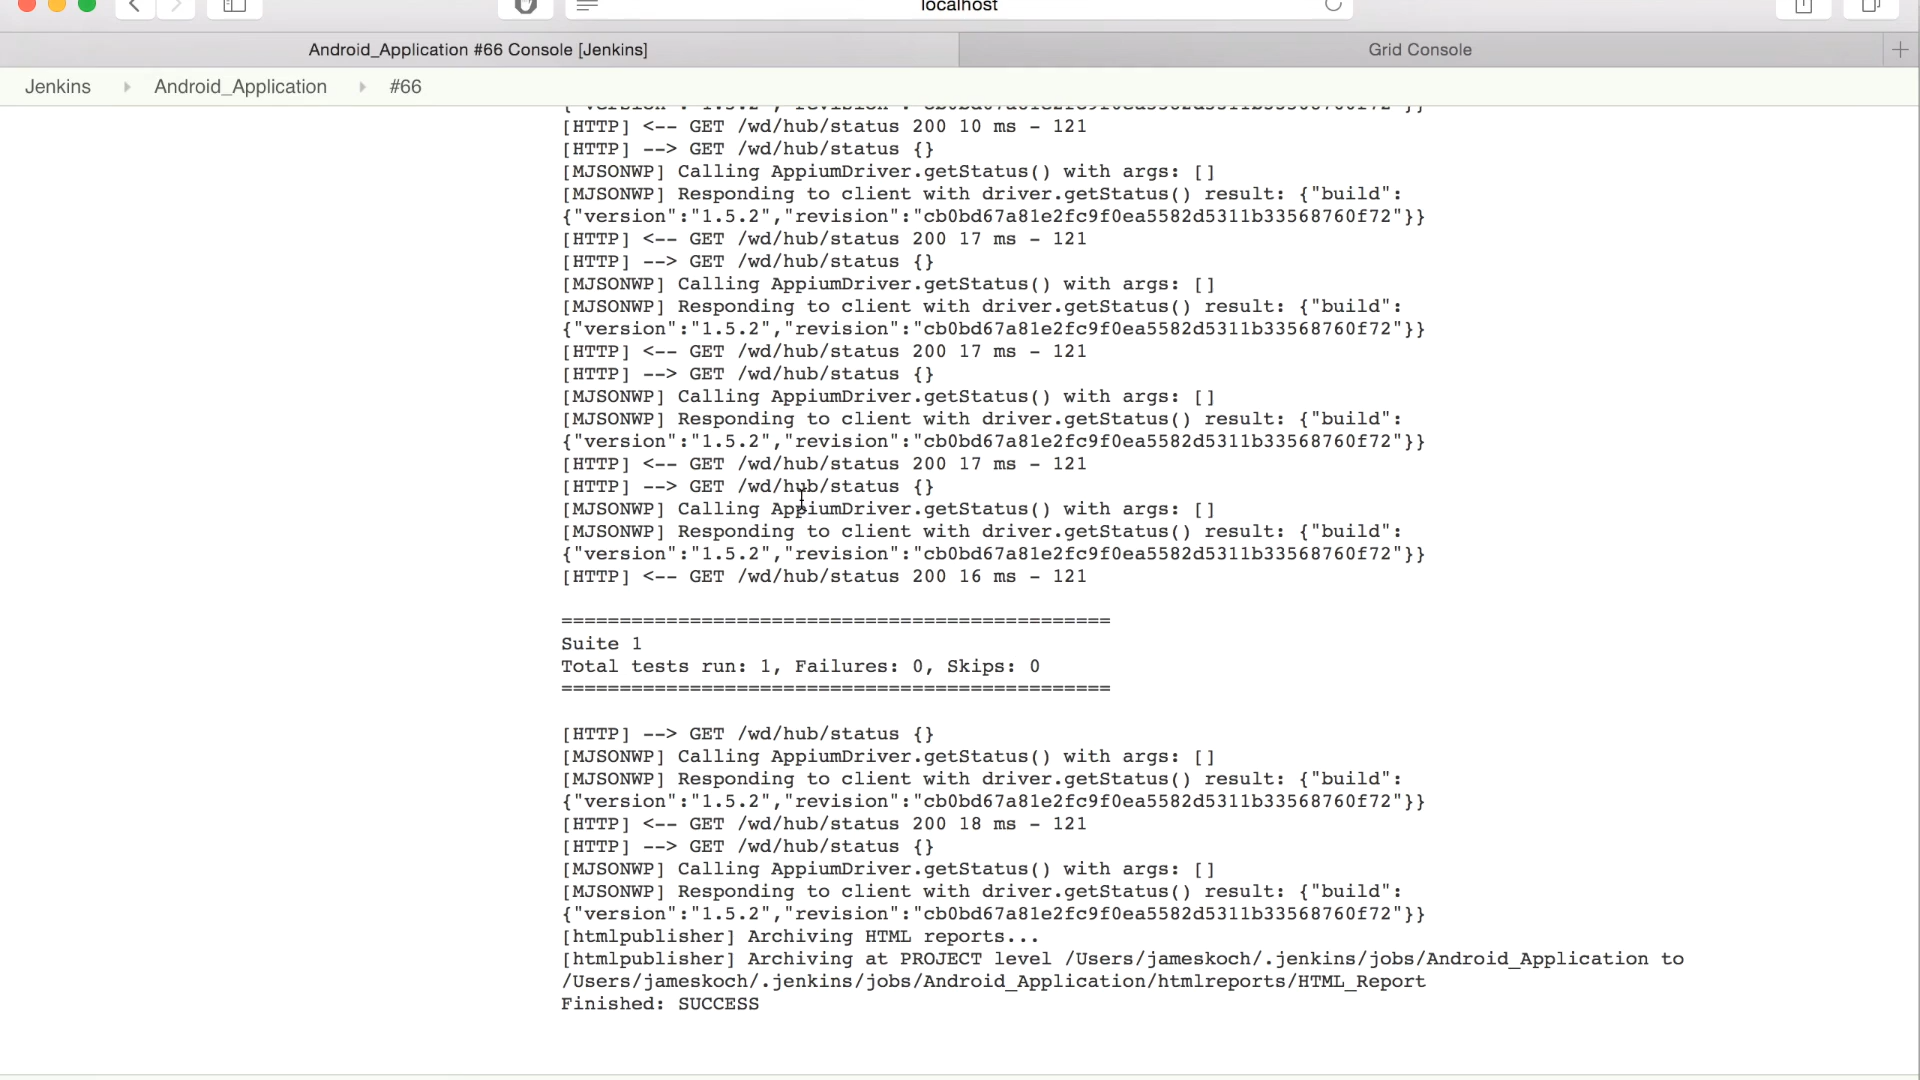 localhost
Android_Application #66 Console [Jenkins]
Grid Console
Jenkins
Android_Application
#66
{"version":"1.5.2","revision":"cb0bd67a81e2fc9f0ea5582d5311b33568760f72"}}
[HTTP] <-- GET /wd/hub/status 200 10 ms - 121
[HTTP] --> GET /wd/hub/status {}
[MJSONWP] Calling AppiumDriver.getStatus() with args: []
[MJSONWP] Responding to client with driver.getStatus() result: {"build":
{"version":"1.5.2","revision":"cb0bd67a81e2fc9f0ea5582d5311b33568760f72"}}
[HTTP] <-- GET /wd/hub/status 200 17 ms - 121
[HTTP] --> GET /wd/hub/status {}
[MJSONWP] Calling AppiumDriver.getStatus() with args: []
[MJSONWP] Responding to client with driver.getStatus() result: {"build":
{"version":"1.5.2","revision":"cb0bd67a81e2fc9f0ea5582d5311b33568760f72"}}
[HTTP] <-- GET /wd/hub/status 200 17 ms - 121
[HTTP] --> GET /wd/hub/status {}
[MJSONWP] Calling AppiumDriver.getStatus() with args: []
[MJSONWP] Responding to client with driver.getStatus() result: {"build":
{"version":"1.5.2","revision":"cb0bd67a81e2fc9f0ea5582d5311b33568760f72"}}
[HTTP] <-- GET /wd/hub/status 200 17 ms - 121
[HTTP] --> GET /wd/hub/status {}
[MJSONWP] Calling AppiumDriver.getStatus() with args: []
[MJSONWP] Responding to client with driver.getStatus() result: {"build":
{"version":"1.5.2","revision":"cb0bd67a81e2fc9f0ea5582d5311b33568760f72"}}
[HTTP] <-- GET /wd/hub/status 200 16 ms - 121
===============================================
Suite 1
Total tests run: 1, Failures: 0, Skips: 0
===============================================
[HTTP] --> GET /wd/hub/status {}
[MJSONWP] Calling AppiumDriver.getStatus() with args: []
[MJSONWP] Responding to client with driver.getStatus() result: {"build":
{"version":"1.5.2","revision":"cb0bd67a81e2fc9f0ea5582d5311b33568760f72"}}
[HTTP] <-- GET /wd/hub/status 200 18 ms - 121
[HTTP] --> GET /wd/hub/status {}
[MJSONWP] Calling AppiumDriver.getStatus() with args: []
[MJSONWP] Responding to client with driver.getStatus() result: {"build":
{"version":"1.5.2","revision":"cb0bd67a81e2fc9f0ea5582d5311b33568760f72"}}
[htmlpublisher] Archiving HTML reports...
[htmlpublisher] Archiving at PROJECT level /Users/jameskoch/.jenkins/jobs/Android_Application to
/Users/jameskoch/.jenkins/jobs/Android_Application/htmlreports/HTML_Report
Finished: SUCCESS